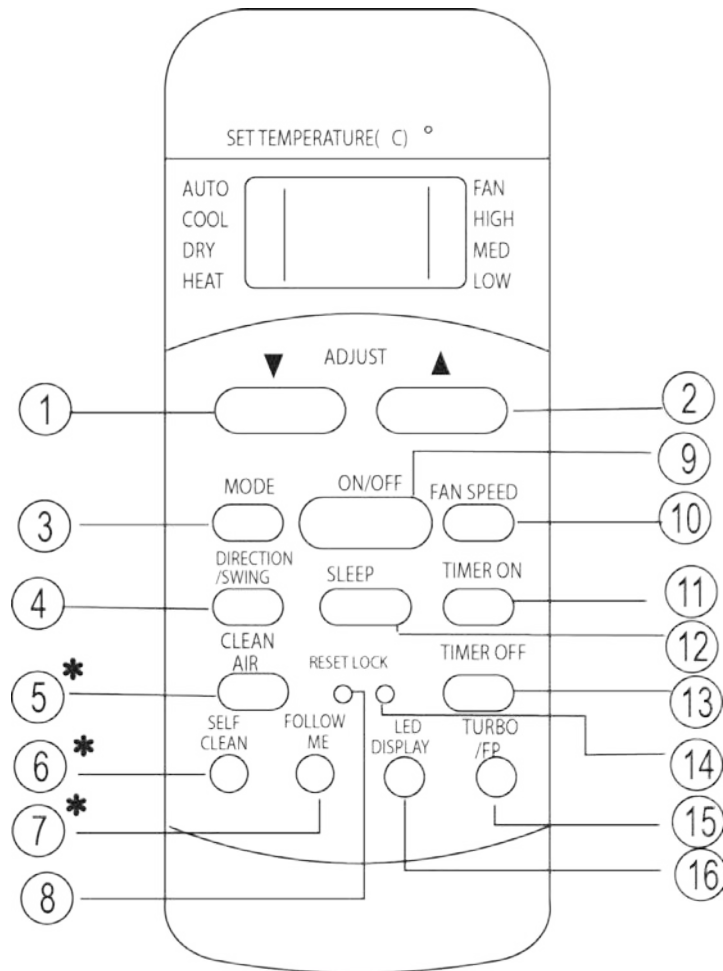 SET TEMPERATURE( C) °
AUTO
COOL
DRY
HEAT
FAN
HIGH
MED
LOW
▼ ADJUST ▲
1
2
MODE
ON/OFF
FAN SPEED
9
3
10
DIRECTION
/SWING
SLEEP
TIMER ON
4
11
12
CLEAN
AIR
RESET LOCK
TIMER OFF
5*
13
SELF
CLEAN
FOLLOW
ME
LED
DISPLAY
TURBO
/FP
6*
14
7*
15
8
16